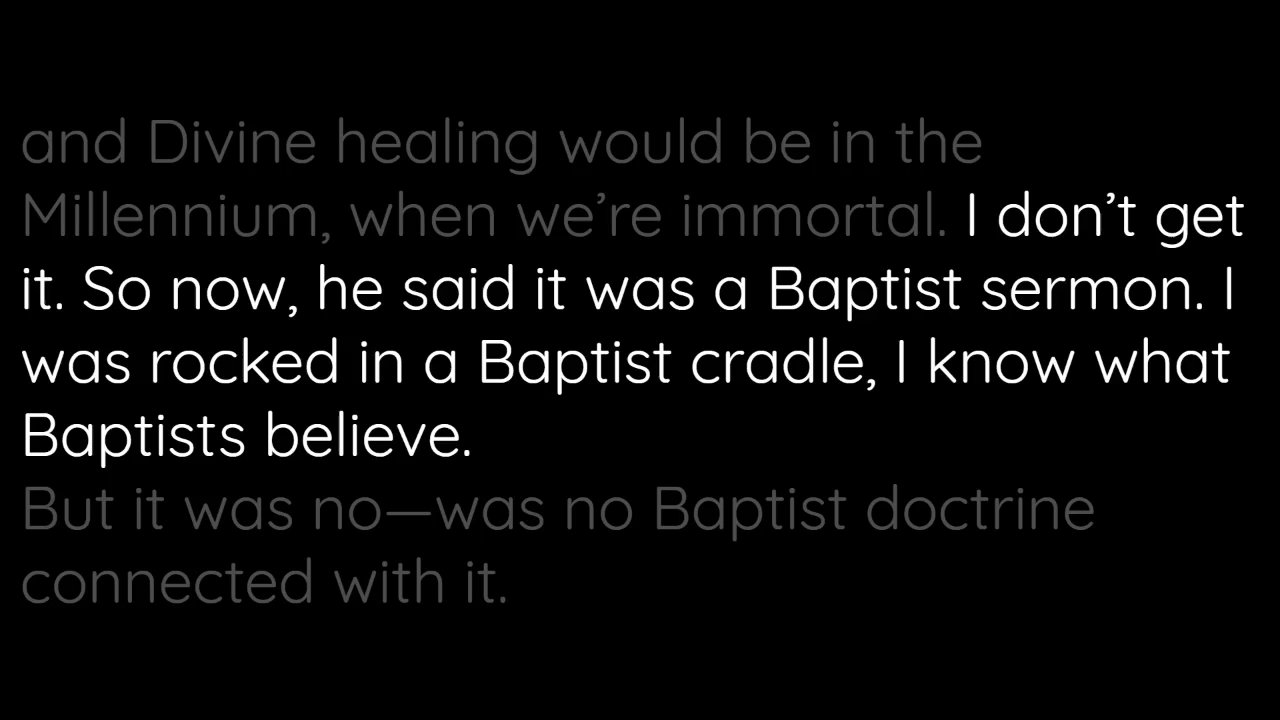 and Divine healing would be in the
Millennium, when we’re immortal. I don’t get
it. So now, he said it was a Baptist sermon. I
was rocked in a Baptist cradle, I know what
Baptists believe.
But it was no—was no Baptist doctrine
connected with it.